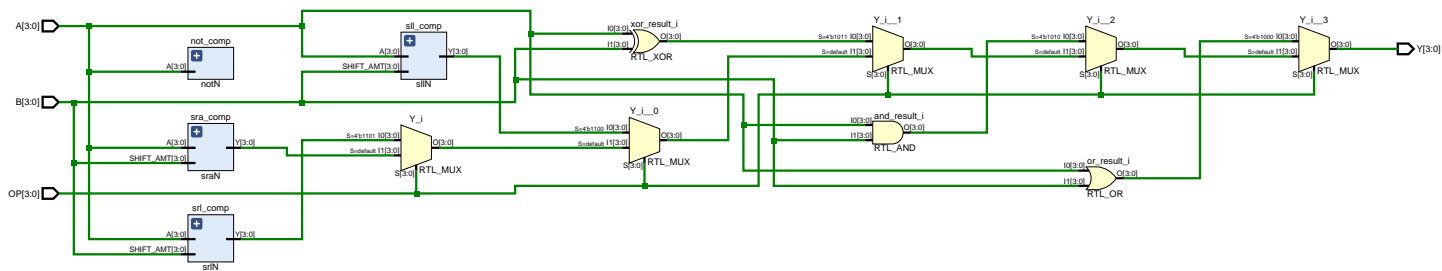 A[3:0]
B[3:0]
OP[3:0]
not_comp
A[3:0]
notN
sra_comp
A[3:0]
SHIFT_AMT[3:0]
Y[3:0]
sraN
srl_comp
A[3:0]
SHIFT_AMT[3:0]
Y[3:0]
srlN
sll_comp
A[3:0]
SHIFT_AMT[3:0]
Y[3:0]
sllN
Y_i
S=4'b1101 I0[3:0]
S=default I1[3:0]
S[3:0]
O[3:0]
RTL_MUX
xor_result_i
I0[3:0]
I1[3:0]
O[3:0]
RTL_XOR
Y_i__0
S=4'b1100 I0[3:0]
S=default I1[3:0]
S[3:0]
O[3:0]
RTL_MUX
Y_i__1
S=4'b1011 I0[3:0]
S=default I1[3:0]
S[3:0]
O[3:0]
RTL_MUX
and_result_i
I0[3:0]
I1[3:0]
O[3:0]
RTL_AND
Y_i__2
S=4'b1010 I0[3:0]
S=default I1[3:0]
S[3:0]
O[3:0]
RTL_MUX
or_result_i
I0[3:0]
I1[3:0]
O[3:0]
RTL_OR
Y_i__3
S=4'b1000 I0[3:0]
S=default I1[3:0]
S[3:0]
O[3:0]
RTL_MUX
Y[3:0]